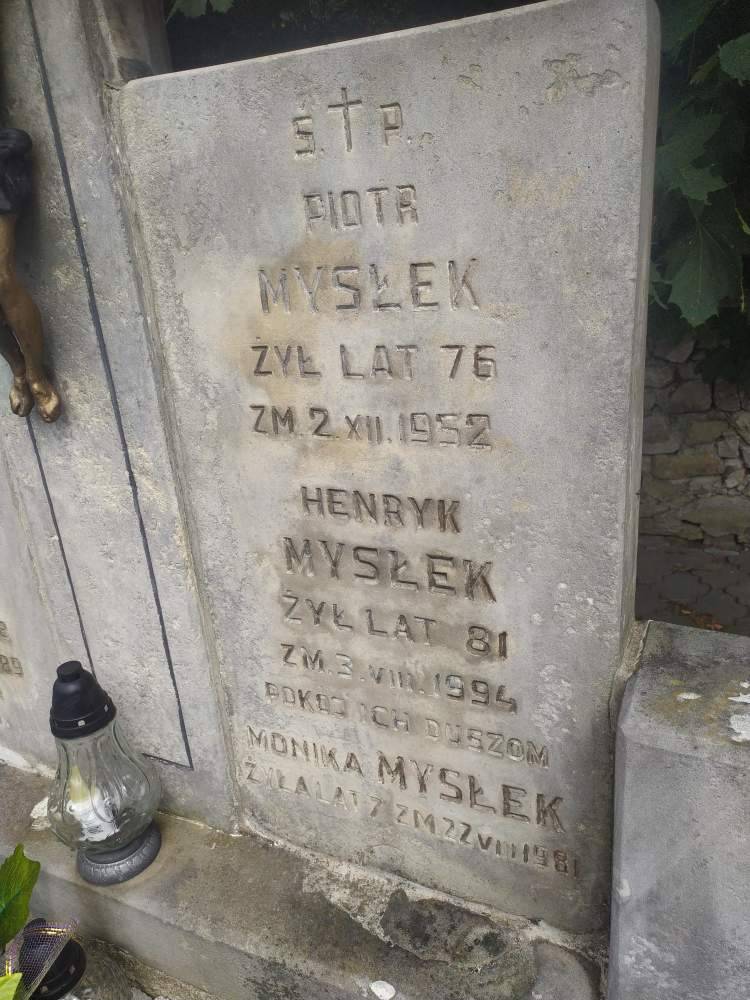 Ś.†P.
PIOTR
MYSŁEK
ŻYŁ LAT 76
ZM. 2.XII.1952
HENRYK
MYSŁEK
ŻYŁ LAT 81
ZM. 3.VIII.1994
POKÓJ ICH DUSZOM
MONIKA MYSŁEK
ŻYŁA LAT 7 ZM 22 VIII 1981